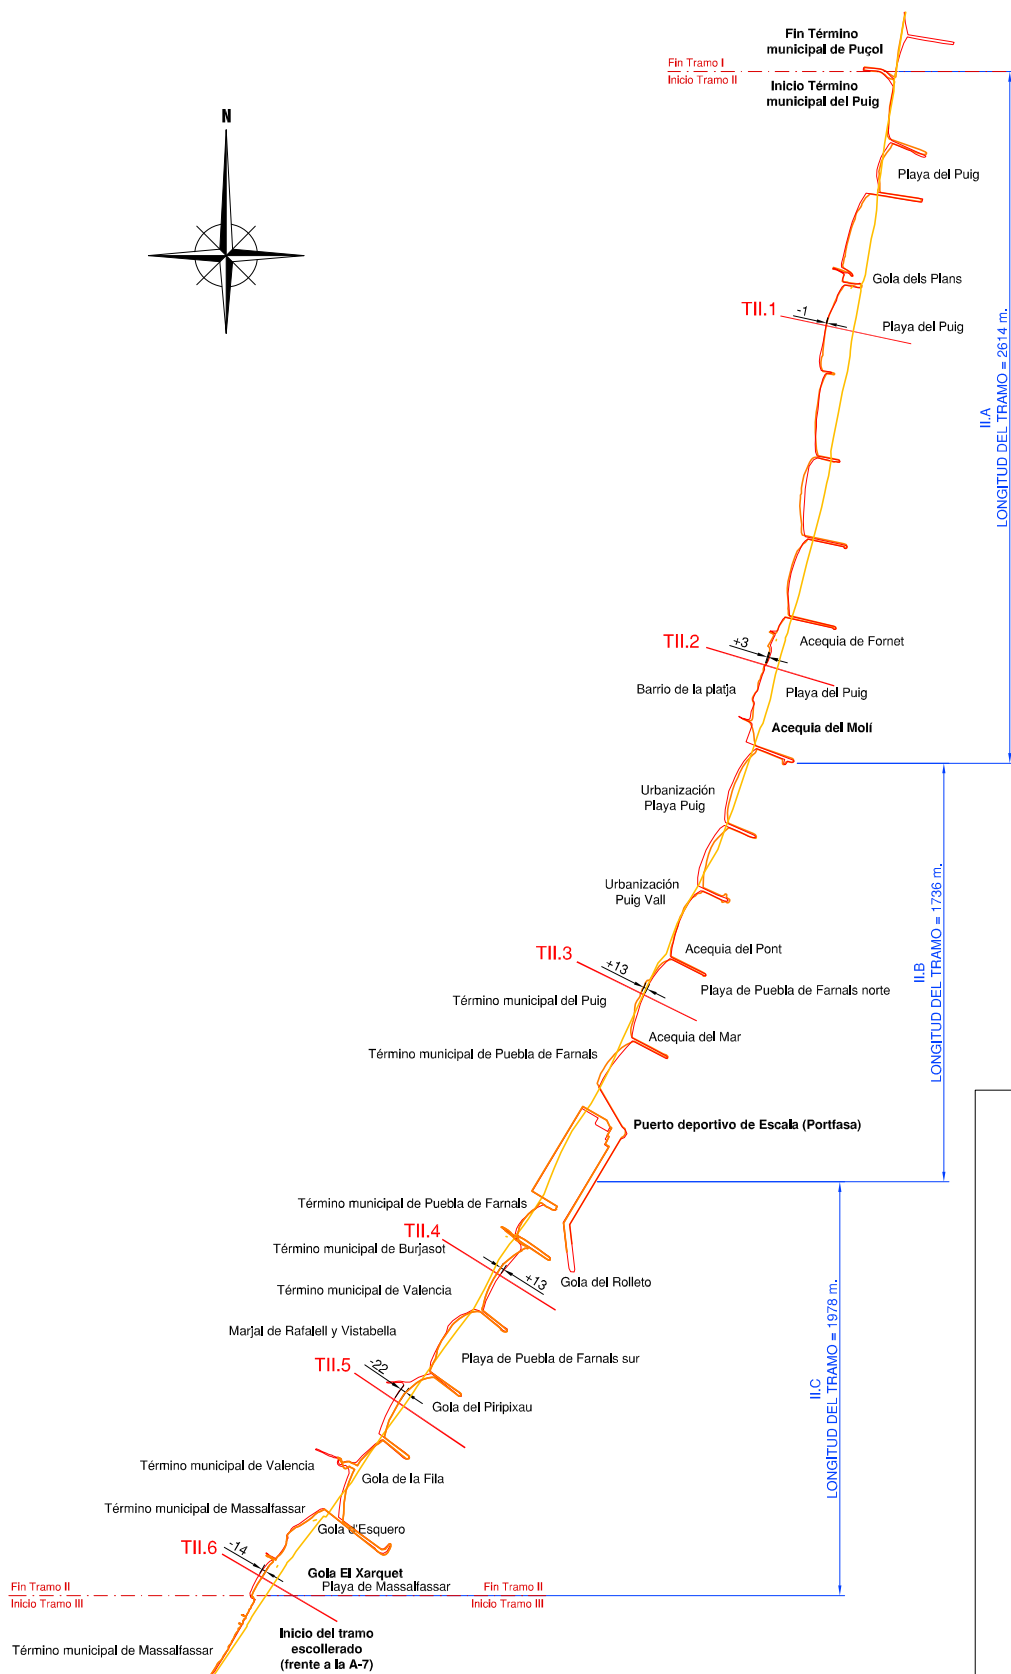 Fin Término
municipal de Puçol
Fin Tramo I
Inicio Tramo II
Inicio Término
municipal del Puig
N
Playa del Puig
Gola dels Plans
TII.1
-1
Playa del Puig
II.A
LONGITUD DEL TRAMO = 2614 m.
Acequia de Fornet
TII.2
+3
Barrio de la platja
Playa del Puig
Acequia del Molí
Urbanización
Playa Puig
Urbanización
Puig Vall
II.B
LONGITUD DEL TRAMO = 1736 m.
Acequia del Pont
TII.3
+13
Playa de Puebla de Farnals norte
Término municipal del Puig
Acequia del Mar
Término municipal de Puebla de Farnals
Puerto deportivo de Escala (Portfasa)
Término municipal de Puebla de Farnals
TII.4
Término municipal de Burjasot
+13
Gola del Rolleto
Término municipal de Valencia
Marjal de Rafalell y Vistabella
Playa de Puebla de Farnals sur
TII.5
-22
Gola del Piripixau
II.C
LONGITUD DEL TRAMO = 1978 m.
Término municipal de Valencia
Gola de la Fila
Término municipal de Massalfassar
Gola d'Esquero
TII.6
-14
Gola El Xarquet
Playa de Massalfassar
Fin Tramo II
Inicio Tramo III
Fin Tramo II
Inicio Tramo III
Inicio del tramo
escollerado
(frente a la A-7)
Término municipal de Massalfassar